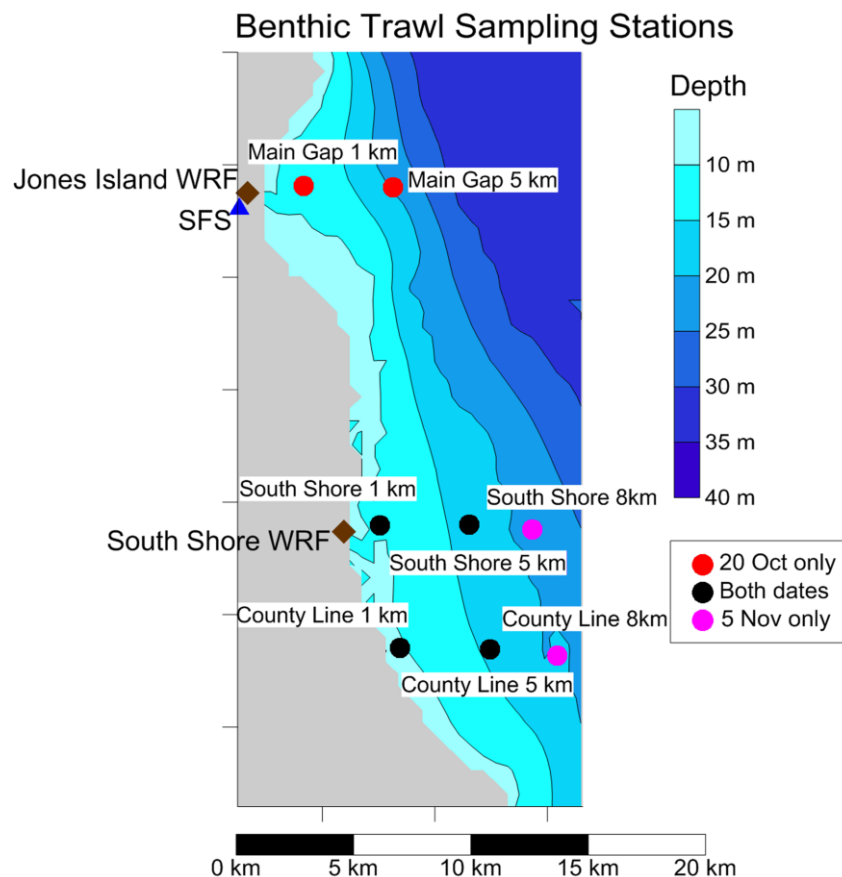 Benthic Trawl Sampling Stations
Depth
Main Gap 1 km
Jones Island WRF
Main Gap 5 km
SFS
10 m
15 m
20 m
25 m
30 m
35 m
40 m
South Shore 1 km
South Shore 8km
South Shore WRF
South Shore 5 km
County Line 1 km
County Line 8km
County Line 5 km
20 Oct only
Both dates
5 Nov only
0 km
5 km
10 km
15 km
20 km